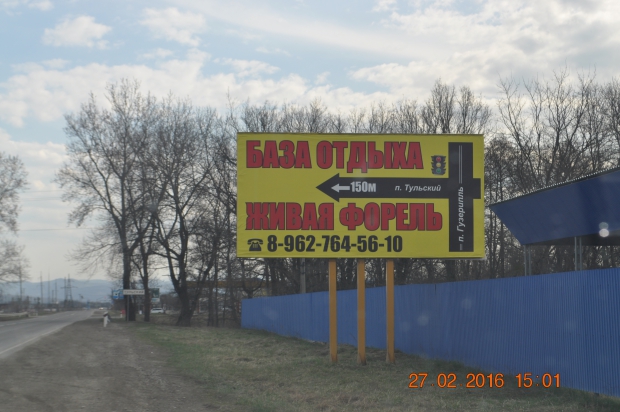 БАЗА ОТДЫХА
150М п. Тульский
п. Гузерипль
ЖИВАЯ ФОРЕЛЬ
8-962-764-56-10
27 02 2016 15:01